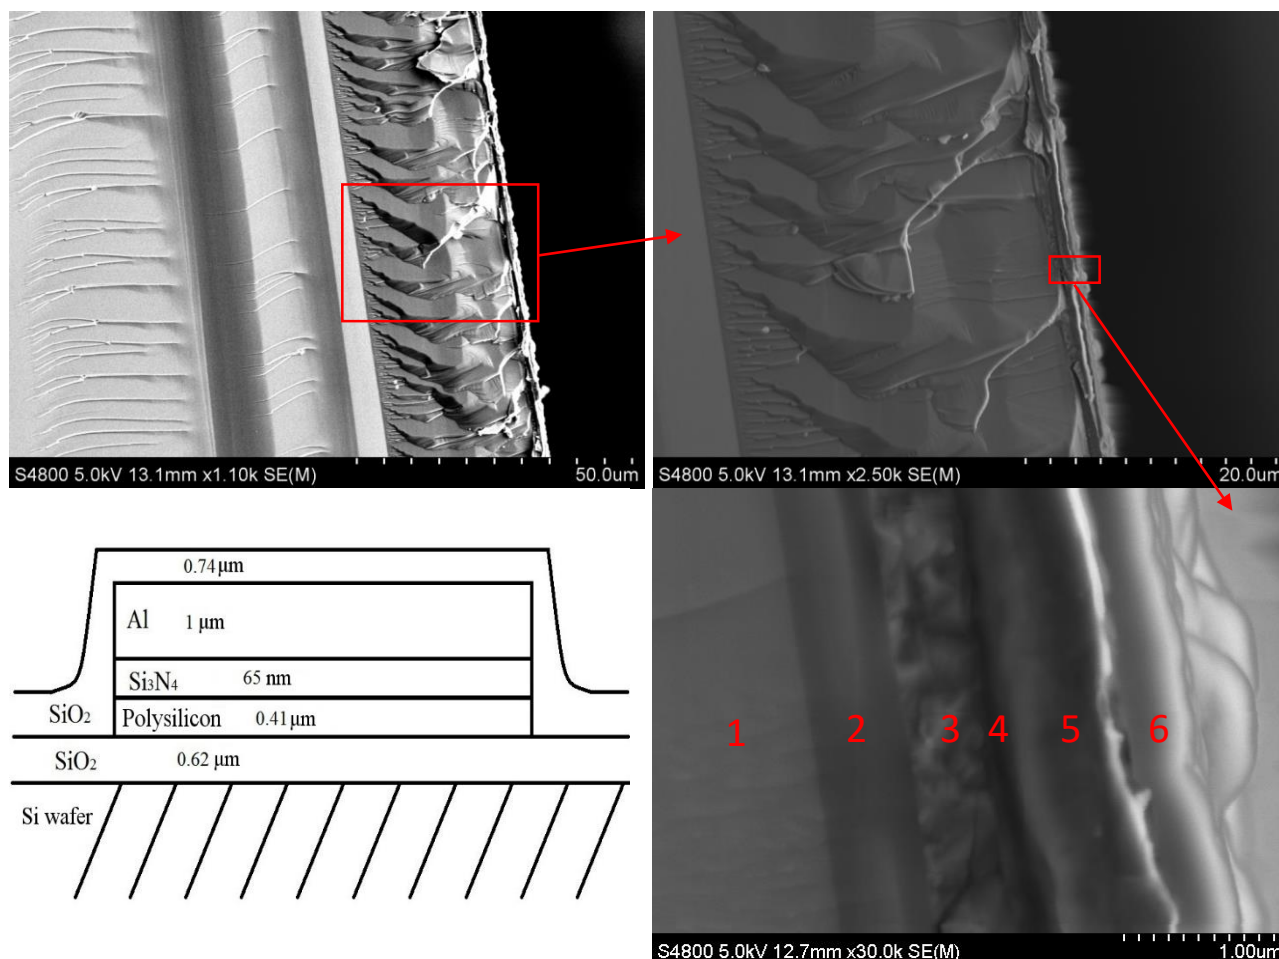 S4800 5.0kV 13.1mm x1.10k SE(M)
50.0um
S4800 5.0kV 13.1mm x2.50k SE(M)
20.0um
0.74μm
Al 1 μm
Si₃N₄ 65 nm
SiO₂ Polysilicon 0.41μm
SiO₂ 0.62 μm
Si wafer
1 2 3 4 5 6
S4800 5.0kV 12.7mm x30.0k SE(M)
1.00um